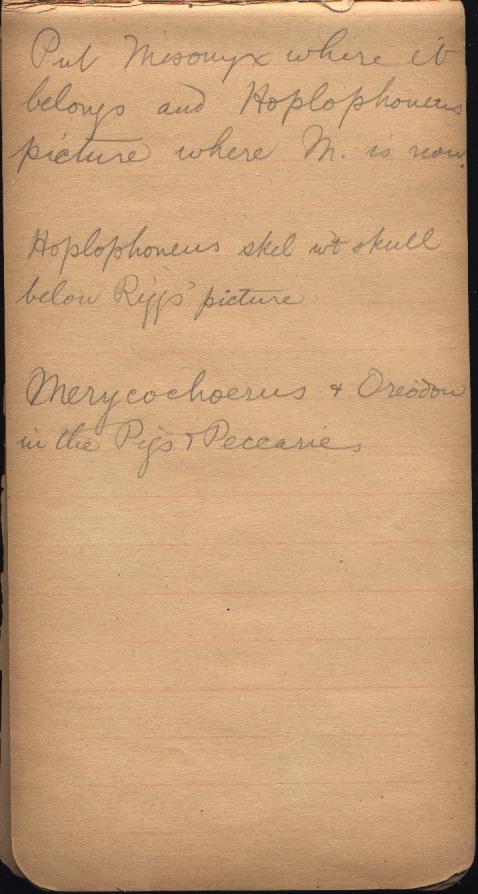 Put Mesonyx where it
belongs and Hoplophoneus
picture where M. is now.
Hoplophoneus skel wt skull
below Riggs' picture
Merycochoerus & Oreodon
in the Pigs & Peccaries